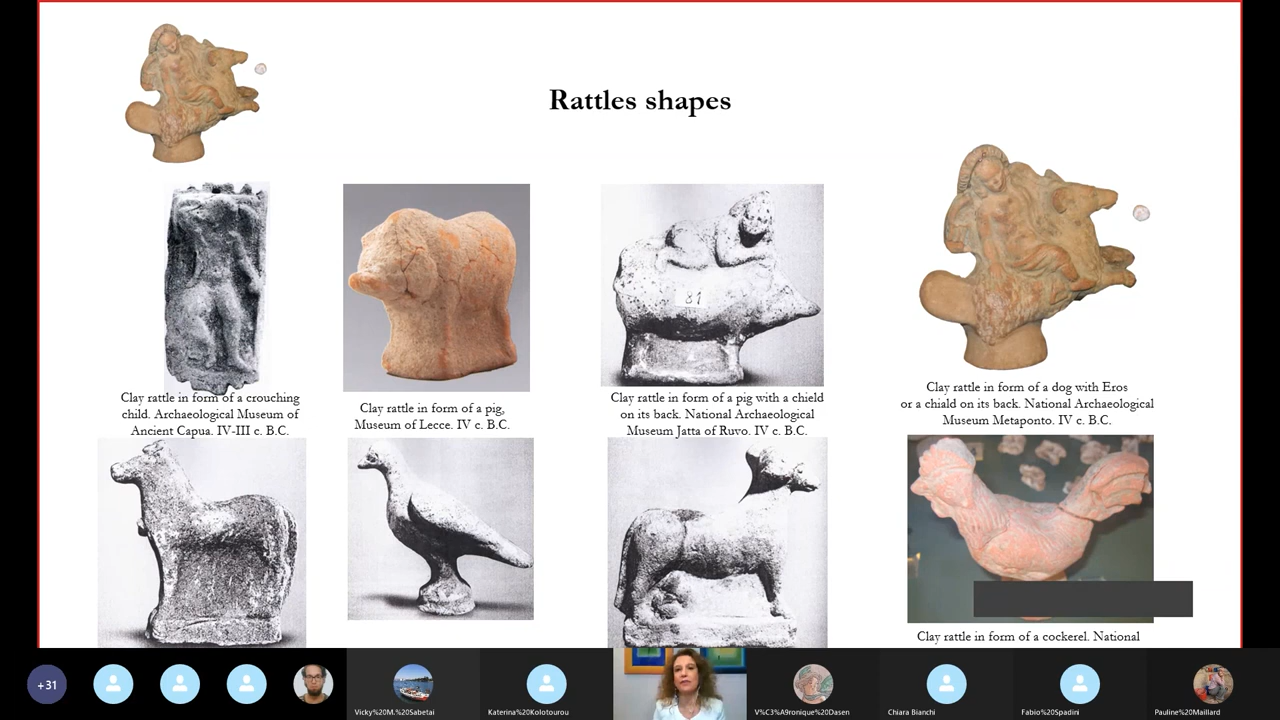 Rattles shapes
Clay rattle in form of a crouching
child. Archaeological Museum of
Ancient Capua. IV-III c. B.C.
Clay rattle in form of a pig,
Museum of Lecce. IV c. B.C.
81
Clay rattle in form of a pig with a chield
on its back. National Archaeological
Museum Jatta of Ruvo. IV c. B.C.
Clay rattle in form of a dog with Eros
or a chiald on its back. National Archaeological
Museum Metaponto. IV c. B.C.
Clay rattle in form of a cockerel. National
+31
Vicky%20M.%20Sabetai
Katerina%20Kolotourou
V%C3%A9ronique%20Dasen
Chiara Bianchi
Fabio%20Spadini
Pauline%20Maillard